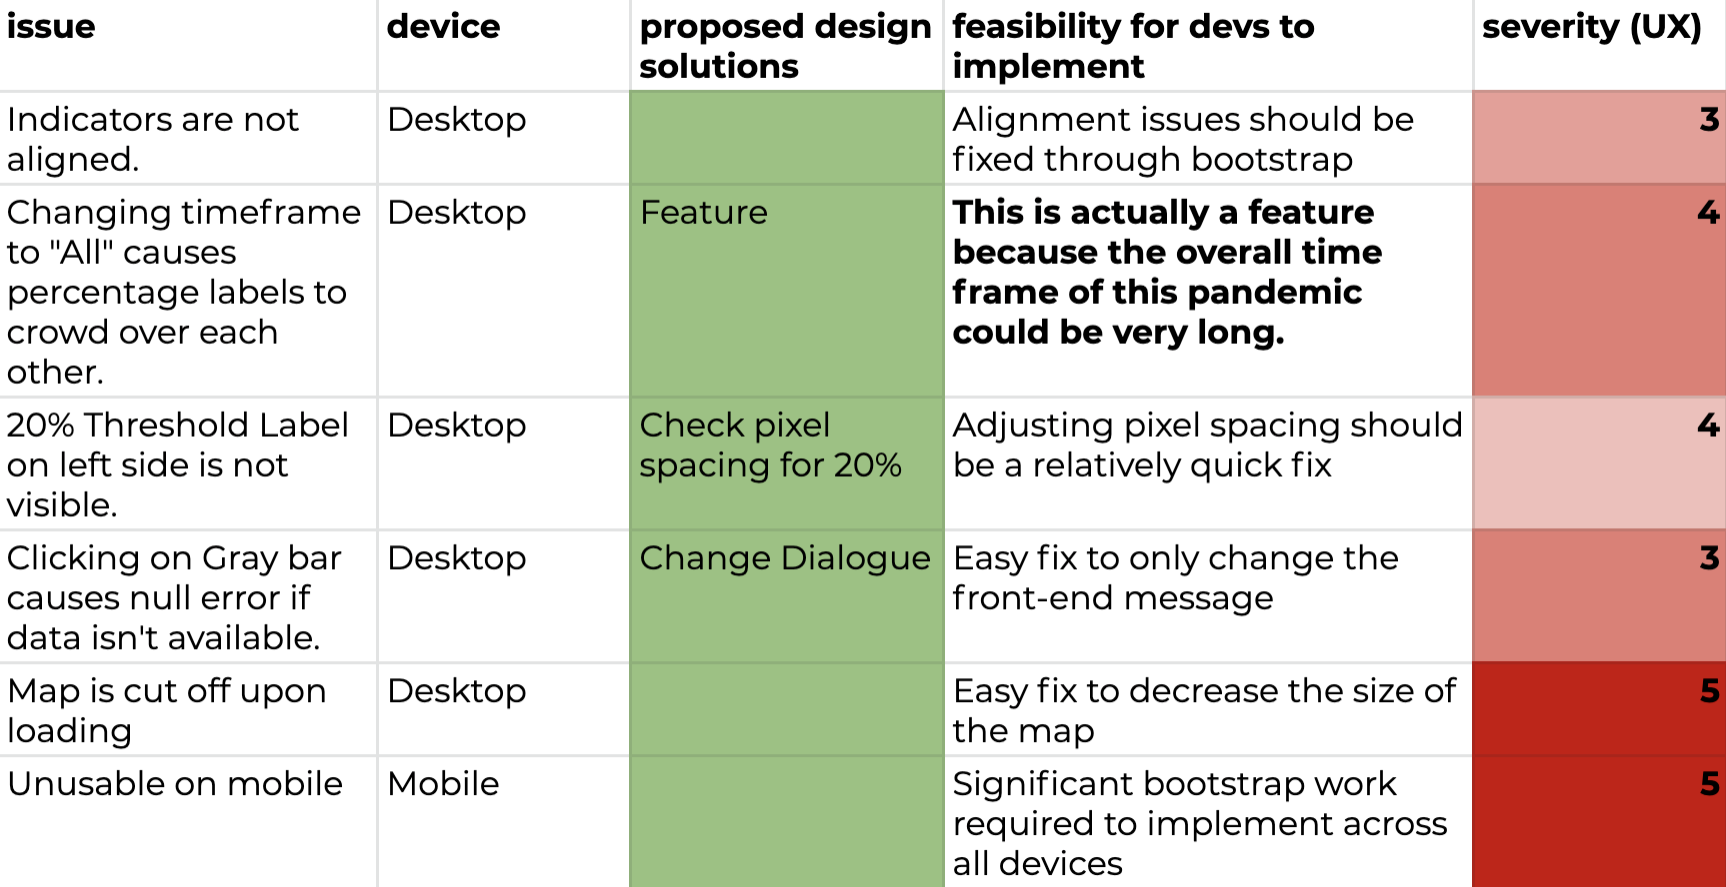 issue
device
proposed design
solutions
feasibility for devs to
implement
severity (UX)
Indicators are not
aligned.
Desktop
Alignment issues should be
fixed through bootstrap
3
Changing timeframe
to "All" causes
percentage labels to
crowd over each
other.
Desktop
Feature
This is actually a feature
because the overall time
frame of this pandemic
could be very long.
4
20% Threshold Label
on left side is not
visible.
Desktop
Check pixel
spacing for 20%
Adjusting pixel spacing should
be a relatively quick fix
4
Clicking on Gray bar
causes null error if
data isn't available.
Desktop
Change Dialogue
Easy fix to only change the
front-end message
3
Map is cut off upon
loading
Desktop
Easy fix to decrease the size of
the map
5
Unusable on mobile
Mobile
Significant bootstrap work
required to implement across
all devices
5